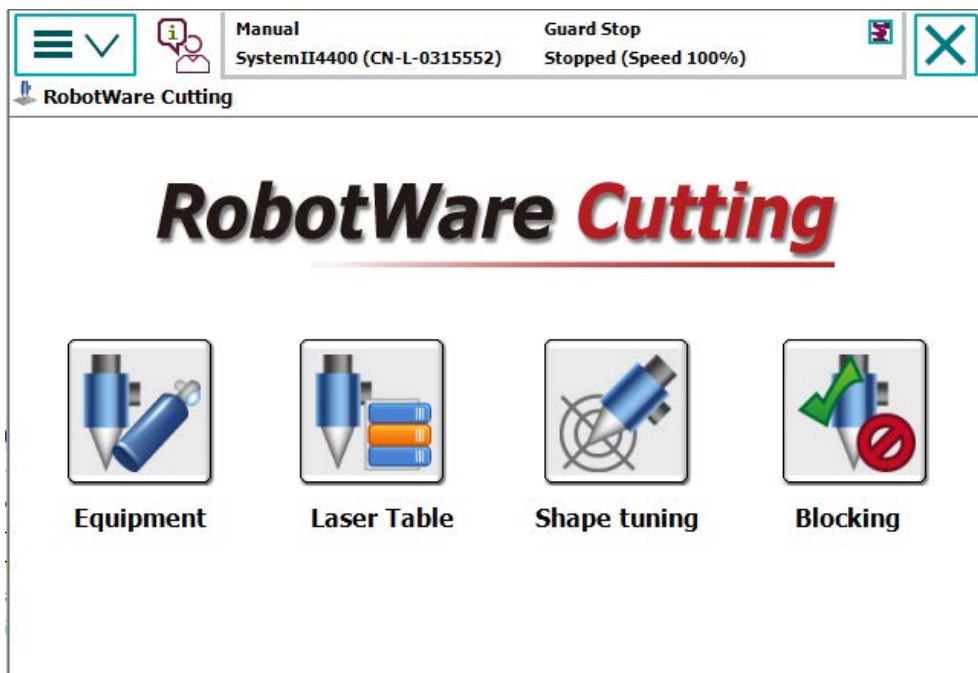 Manual
SystemII4400 (CN-L-0315552)
Guard Stop
Stopped (Speed 100%)
RobotWare Cutting
RobotWare Cutting
Equipment
Laser Table
Shape tuning
Blocking